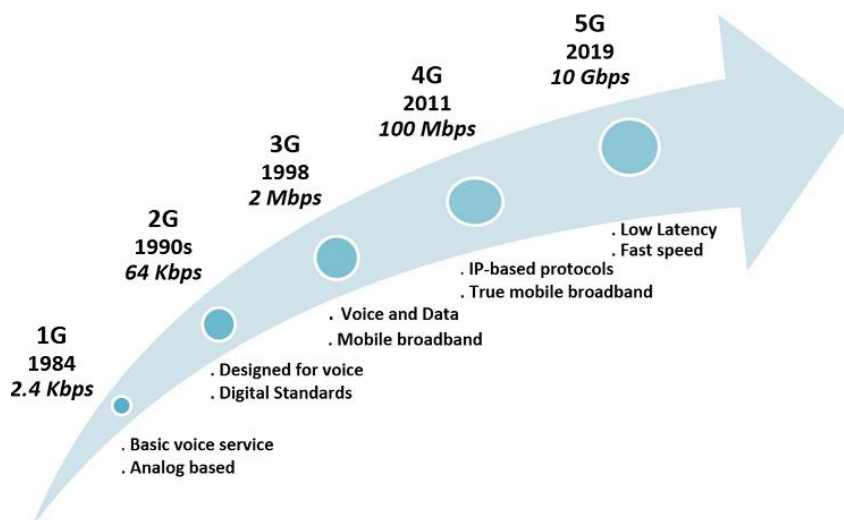 1G
1984
2.4 Kbps
. Basic voice service
. Analog based
2G
1990s
64 Kbps
. Designed for voice
. Digital Standards
3G
1998
2 Mbps
. Voice and Data
. Mobile broadband
4G
2011
100 Mbps
. IP-based protocols
. True mobile broadband
5G
2019
10 Gbps
. Low Latency
. Fast speed